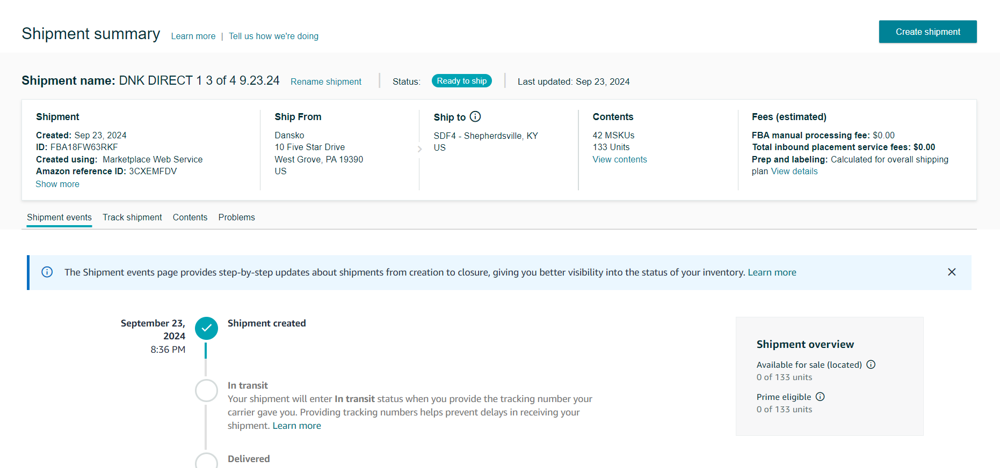 Shipment summary Learn more | Tell us how we're doing
Create shipment
Shipment name: DNK DIRECT 1 3 of 4 9.23.24 Rename shipment Status: Ready to ship Last updated: Sep 23, 2024
Shipment
Created: Sep 23, 2024
ID: FBA18FW63RKF
Created using: Marketplace Web Service
Amazon reference ID: 3CXEMFDV
Show more
Ship From
Dansko
10 Five Star Drive
West Grove, PA 19390
US
Ship to
SDF4 - Shepherdsville, KY
US
Contents
42 MSKUs
133 Units
View contents
Fees (estimated)
FBA manual processing fee: $0.00
Total inbound placement service fees: $0.00
Prep and labeling: Calculated for overall shipping
plan View details
Shipment events Track shipment Contents Problems
The Shipment events page provides step-by-step updates about shipments from creation to closure, giving you better visibility into the status of your inventory. Learn more
September 23,
2024
8:36 PM
Shipment created
In transit
Your shipment will enter In transit status when you provide the tracking number your
carrier gave you. Providing tracking numbers helps prevent delays in receiving your
shipment. Learn more
Delivered
Shipment overview
Available for sale (located)
0 of 133 units
Prime eligible
0 of 133 units